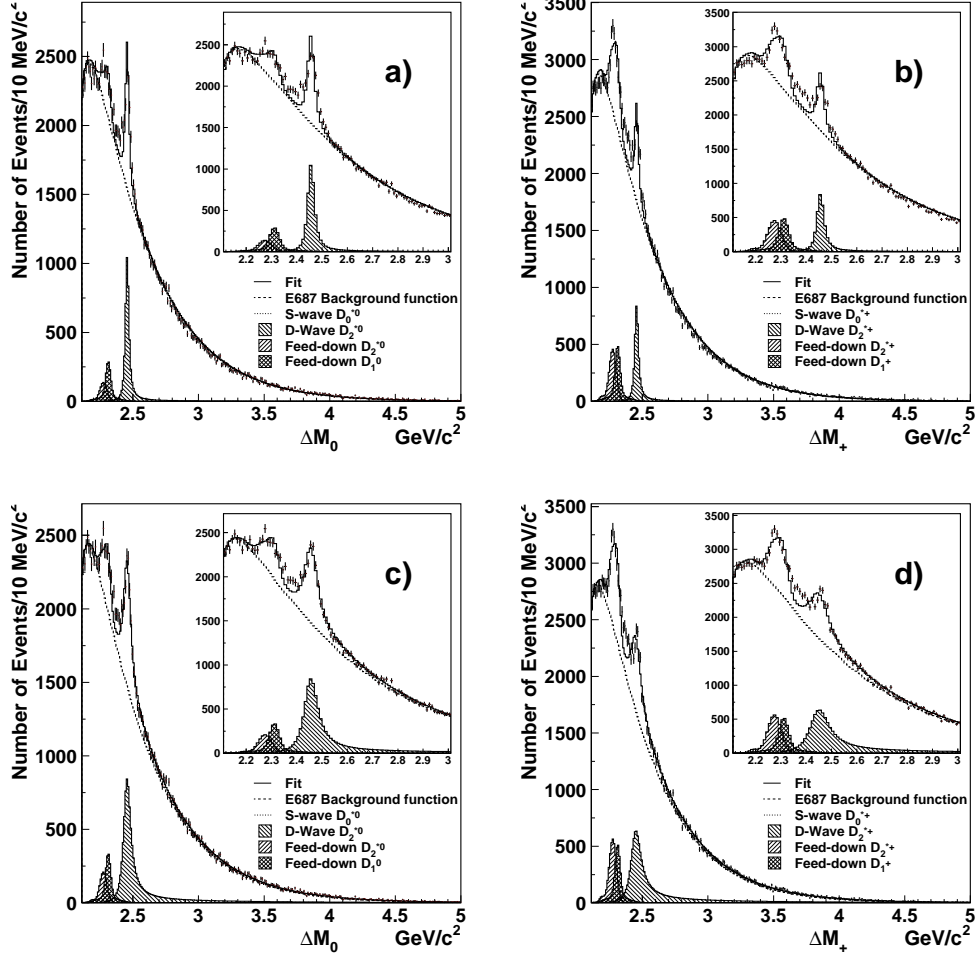 Number of Events/10 MeV/c²
2500
2000
1500
1000
500
0
2500
2000
1500
1000
500
0
a)
2.2 2.3 2.4 2.5 2.6 2.7 2.8 2.9 3
Fit
E687 Background function
S-wave D₀*⁰
D-Wave D₂*⁰
Feed-down D₂*⁰
Feed-down D₁⁰
2.5 3 3.5 4 4.5 5
ΔM₀ GeV/c²
Number of Events/10 MeV/c²
3500
3000
2500
2000
1500
1000
500
0
3500
3000
2500
2000
1500
1000
500
0
b)
2.2 2.3 2.4 2.5 2.6 2.7 2.8 2.9 3
Fit
E687 Background function
S-wave D₀*⁺
D-Wave D₂*⁺
Feed-down D₂*⁺
Feed-down D₁⁺
2.5 3 3.5 4 4.5 5
ΔM₊ GeV/c²
Number of Events/10 MeV/c²
2500
2000
1500
1000
500
0
2500
2000
1500
1000
500
0
c)
2.2 2.3 2.4 2.5 2.6 2.7 2.8 2.9 3
Fit
E687 Background function
S-wave D₀*⁰
D-Wave D₂*⁰
Feed-down D₂*⁰
Feed-down D₁⁰
2.5 3 3.5 4 4.5 5
ΔM₀ GeV/c²
Number of Events/10 MeV/c²
3500
3000
2500
2000
1500
1000
500
0
3500
3000
2500
2000
1500
1000
500
0
d)
2.2 2.3 2.4 2.5 2.6 2.7 2.8 2.9 3
Fit
E687 Background function
S-wave D₀*⁺
D-Wave D₂*⁺
Feed-down D₂*⁺
Feed-down D₁⁺
2.5 3 3.5 4 4.5 5
ΔM₊ GeV/c²